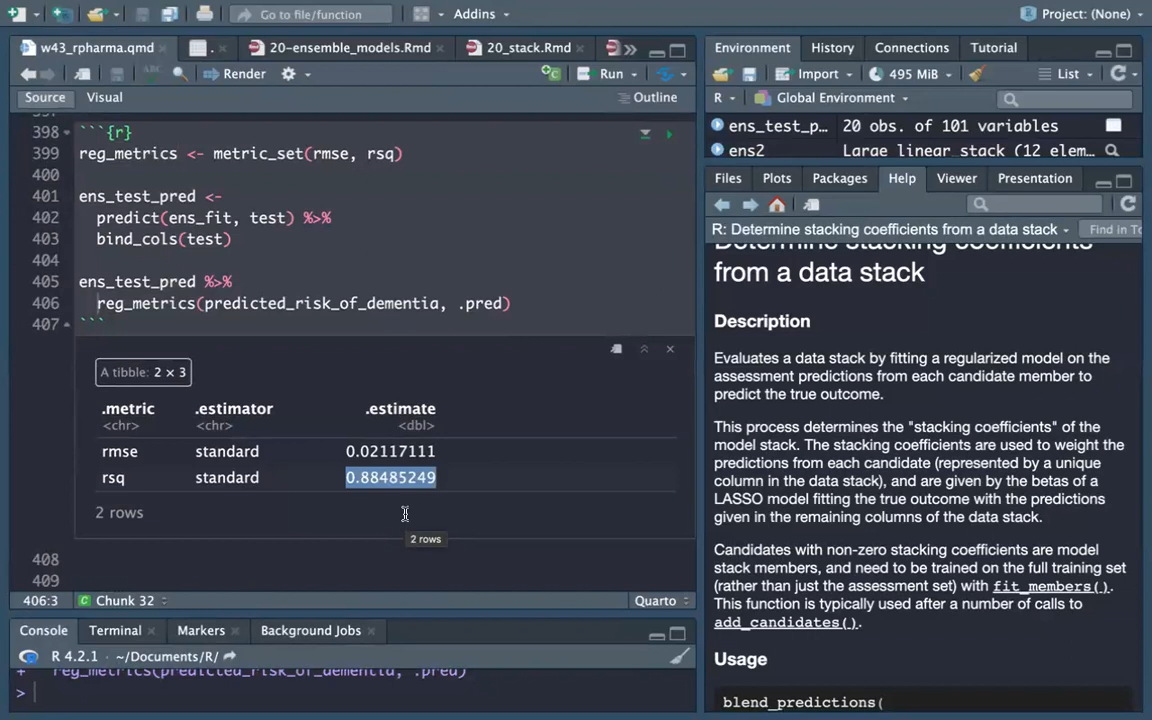 Go to file/function
Addins
Project: (None)
w43_rpharma.qmd
.
20-ensemble_models.Rmd
20_stack.Rmd
ABC
Render
Run
Source
Visual
Outline
398 ```{r}
399 reg_metrics <- metric_set(rmse, rsq)
400
401 ens_test_pred <-
402 predict(ens_fit, test) %>%
403 bind_cols(test)
404
405 ens_test_pred %>%
406 reg_metrics(predicted_risk_of_dementia, .pred)
407 ```
A tibble: 2 × 3
.metric .estimator .estimate
<chr> <chr> <dbl>
rmse standard 0.02117111
rsq standard 0.88485249
2 rows
2 rows
408
409
406:3
Chunk 32
Quarto
Console Terminal Markers Background Jobs
R 4.2.1 · ~/Documents/R/
+ reg_metrics(predicted_risk_of_dementia, .pred)
>
Environment History Connections Tutorial
Import
495 MiB
List
R
Global Environment
ens_test_p… 20 obs. of 101 variables
ens2 Large linear_stack (12 elem…
Files Plots Packages Help Viewer Presentation
R: Determine stacking coefficients from a data stack
Find in To
Determine stacking coefficients
from a data stack
Description
Evaluates a data stack by fitting a regularized model on the
assessment predictions from each candidate member to
predict the true outcome.
This process determines the "stacking coefficients" of the
model stack. The stacking coefficients are used to weight the
predictions from each candidate (represented by a unique
column in the data stack), and are given by the betas of a
LASSO model fitting the true outcome with the predictions
given in the remaining columns of the data stack.
Candidates with non-zero stacking coefficients are model
stack members, and need to be trained on the full training set
(rather than just the assessment set) with fit_members().
This function is typically used after a number of calls to
add_candidates().
Usage
blend_predictions(